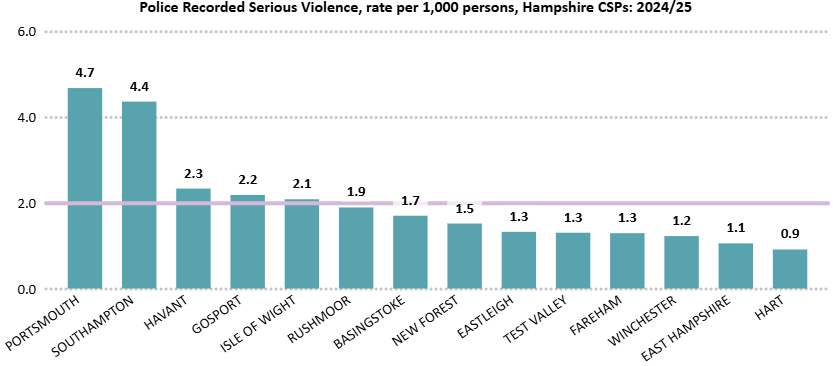 Police Recorded Serious Violence, rate per 1,000 persons, Hampshire CSPs: 2024/25
6.0
4.0
2.0
0.0
4.7
4.4
2.3
2.2
2.1
1.9
1.7
1.5
1.3
1.3
1.3
1.2
1.1
0.9
PORTSMOUTH
SOUTHAMPTON
HAVANT
GOSPORT
ISLE OF WIGHT
RUSHMOOR
BASINGSTOKE
NEW FOREST
EASTLEIGH
TEST VALLEY
FAREHAM
WINCHESTER
EAST HAMPSHIRE
HART